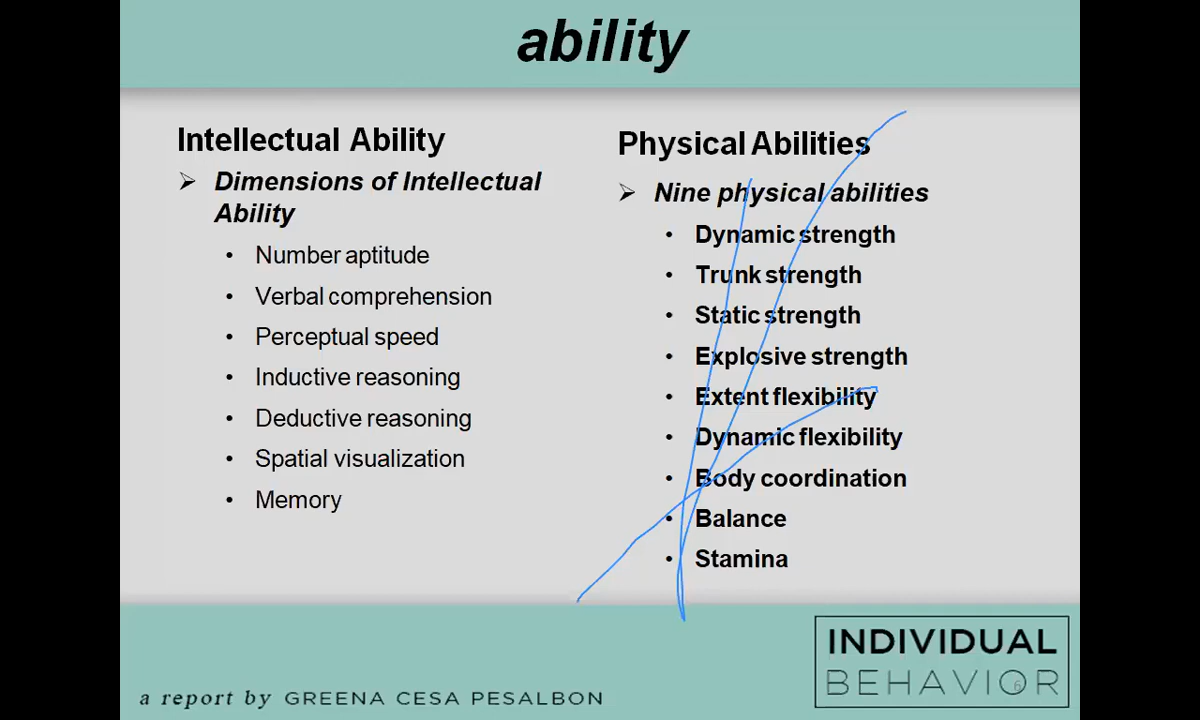 ability
Intellectual Ability
➢ Dimensions of Intellectual
Ability
• Number aptitude
• Verbal comprehension
• Perceptual speed
• Inductive reasoning
• Deductive reasoning
• Spatial visualization
• Memory
Physical Abilities
➢ Nine physical abilities
• Dynamic strength
• Trunk strength
• Static strength
• Explosive strength
• Extent flexibility
• Dynamic flexibility
• Body coordination
• Balance
• Stamina
a report by GREENA CESA PESALBON
INDIVIDUAL
BEHAVIOR
6